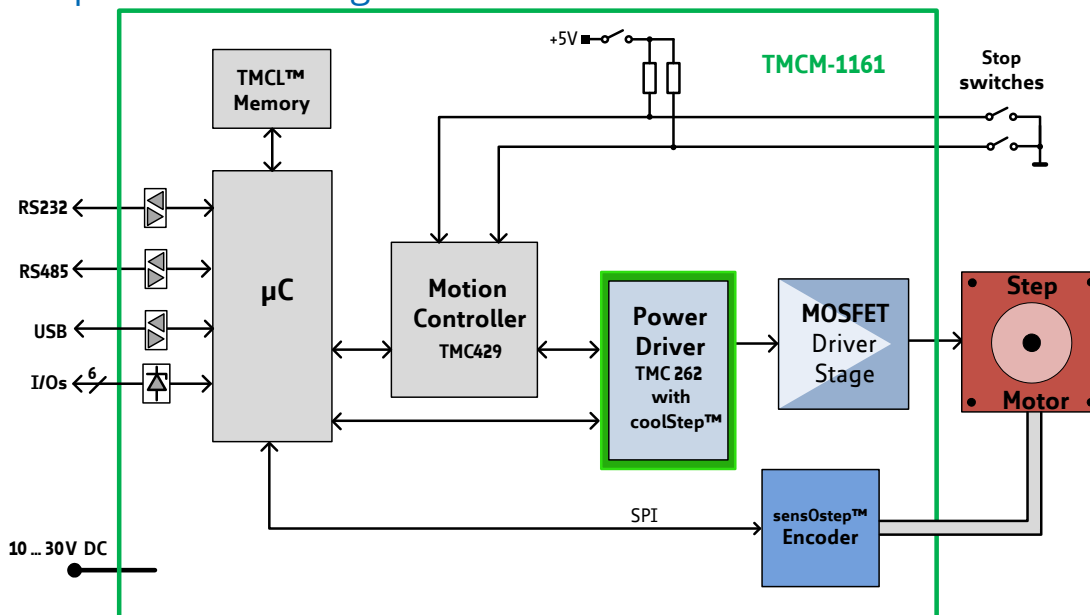 +5V
TMCM-1161
Stop
switches
TMCL™
Memory
RS232
RS485
USB
I/Os
6
µC
Motion
Controller
TMC429
Power
Driver
TMC 262
with
coolStep™
MOSFET
Driver
Stage
Step
Motor
SPI
sensOstep™
Encoder
10 ... 30V DC